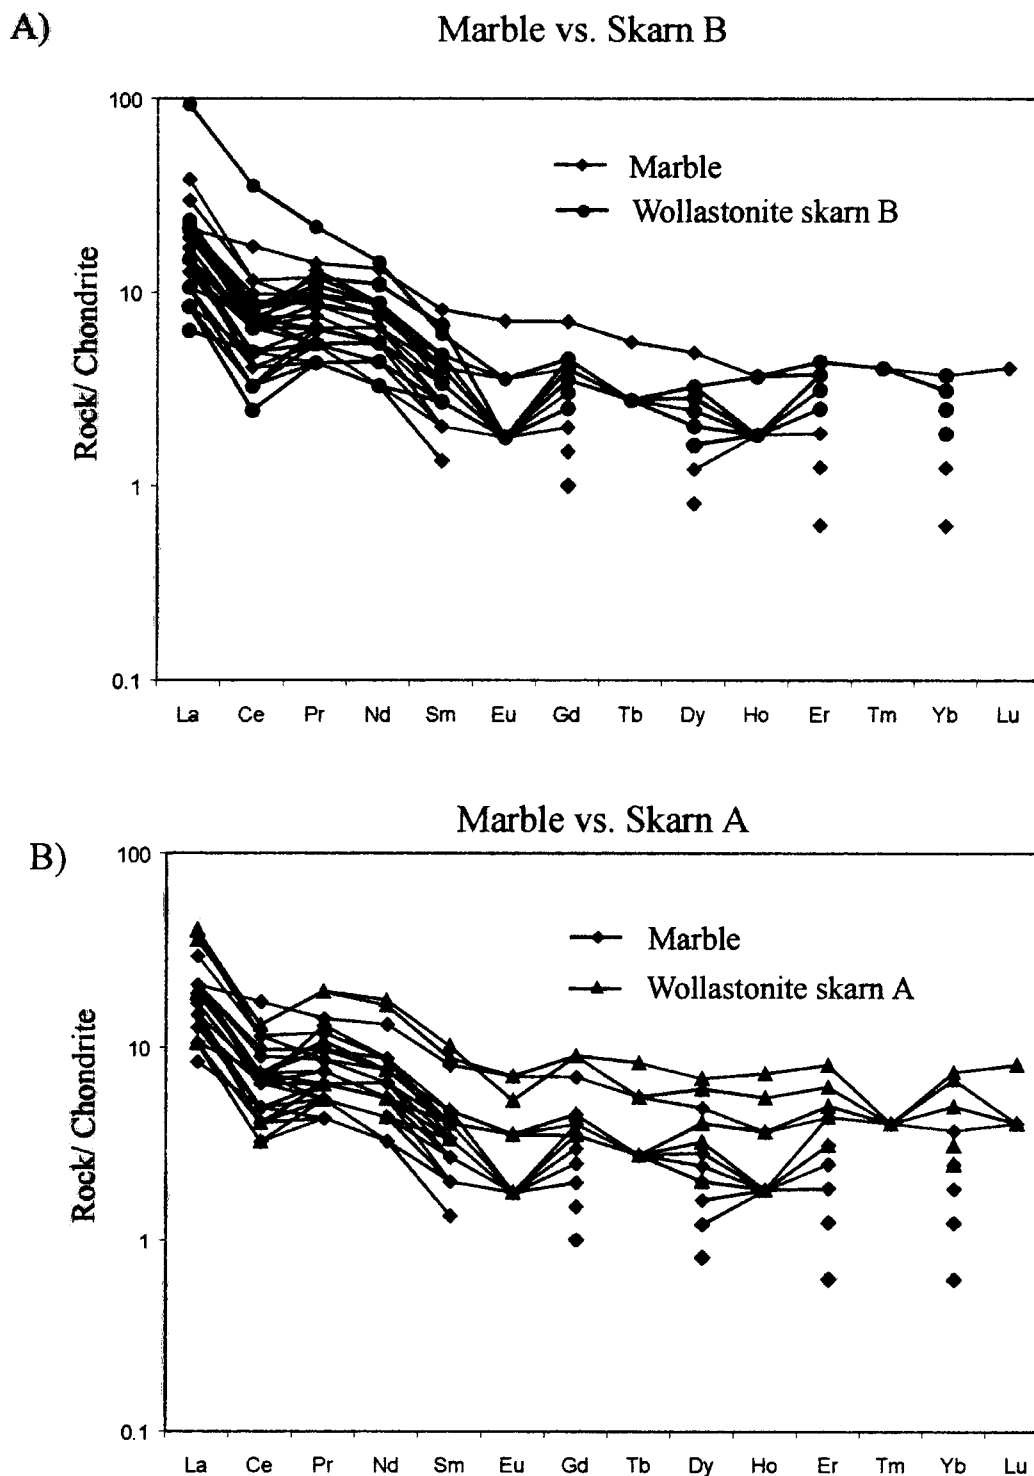 A)
Marble vs. Skarn B
100
10
1
0.1
Rock/ Chondrite
Marble
Wollastonite skarn B
La Ce Pr Nd Sm Eu Gd Tb Dy Ho Er Tm Yb Lu
Marble vs. Skarn A
B)
100
10
1
0.1
Rock/ Chondrite
Marble
Wollastonite skarn A
La Ce Pr Nd Sm Eu Gd Tb Dy Ho Er Tm Yb Lu